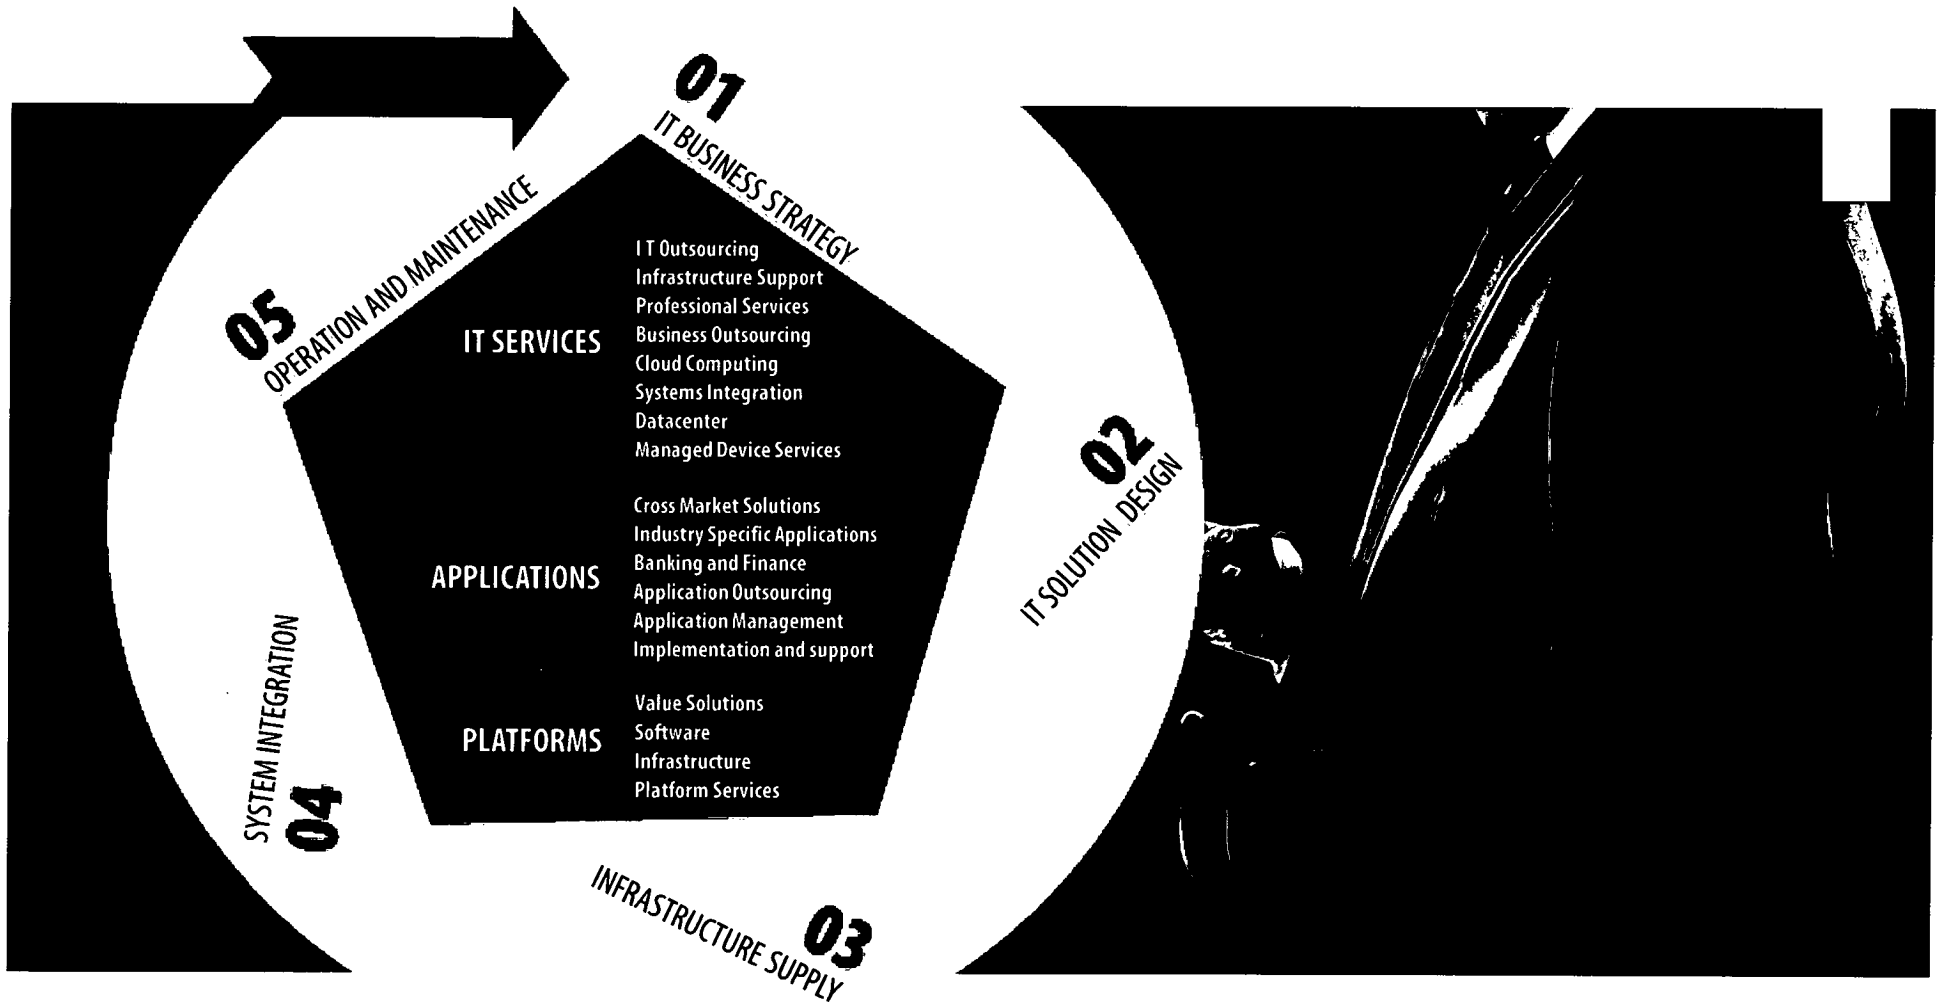 01
IT BUSINESS STRATEGY
02
IT SOLUTION DESIGN
03
INFRASTRUCTURE SUPPLY
04
SYSTEM INTEGRATION
05
OPERATION AND MAINTENANCE
IT SERVICES
IT Outsourcing
Infrastructure Support
Professional Services
Business Outsourcing
Cloud Computing
Systems Integration
Datacenter
Managed Device Services
APPLICATIONS
Cross Market Solutions
Industry Specific Applications
Banking and Finance
Application Outsourcing
Application Management
Implementation and support
PLATFORMS
Value Solutions
Software
Infrastructure
Platform Services